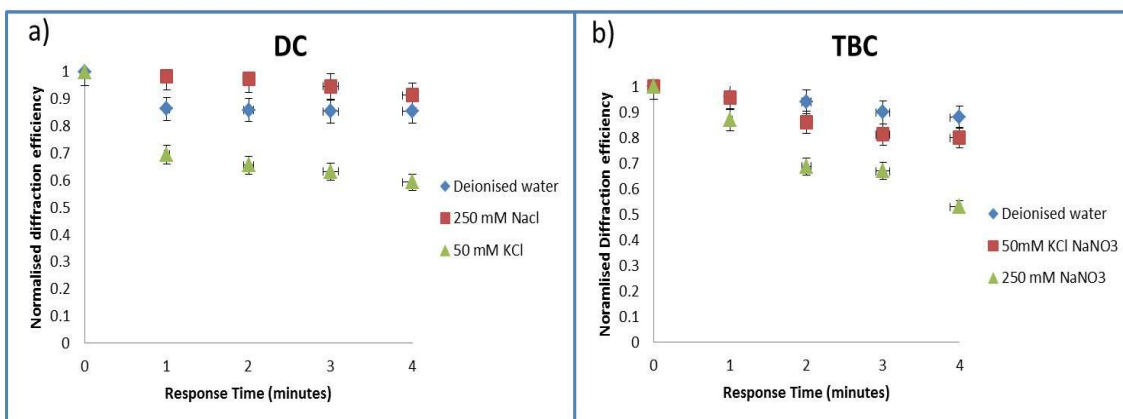 a)
DC
Normalised diffraction efficiency
1
0.9
0.8
0.7
0.6
0.5
0.4
0.3
0.2
0.1
0
0 1 2 3 4
Response Time (minutes)
Deionised water
250 mM Nacl
50 mM KCl
b)
TBC
Noramlised Diffraction efficiency
1
0.9
0.8
0.7
0.6
0.5
0.4
0.3
0.2
0.1
0
0 1 2 3 4
Response Time (minutes)
Deionised water
50mM KCl NaNO3
250 mM NaNO3